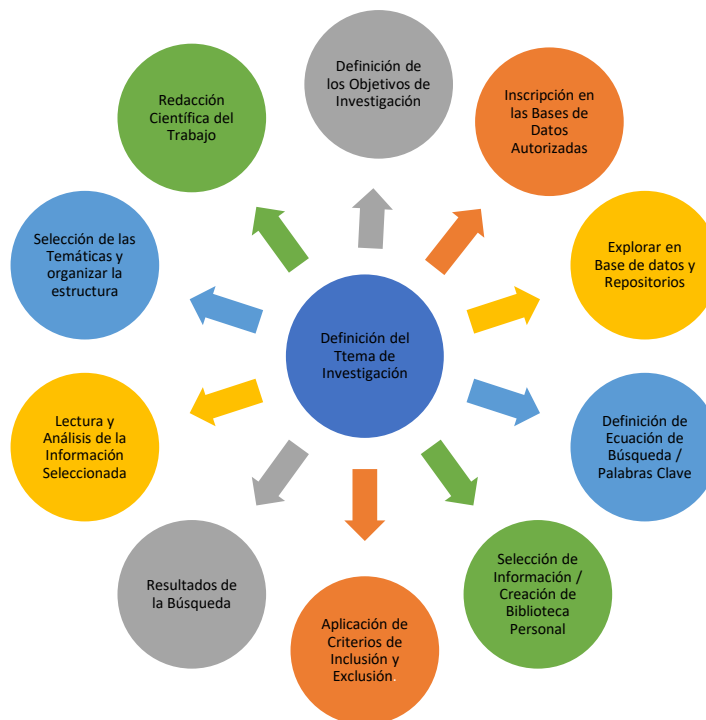 Definición de
los Objetivos de
Investigación
Inscripción en
las Bases de
Datos
Autorizadas
Explorar en
Base de datos y
Repositorios
Definición de
Ecuación de
Búsqueda /
Palabras Clave
Selección de
Información /
Creación de
Biblioteca
Personal
Aplicación de
Criterios de
Inclusión y
Exclusión.
Resultados de
la Búsqueda
Lectura y
Análisis de la
Información
Seleccionada
Selección de las
Temáticas y
organizar la
estructura
Redacción
Científica del
Trabajo
Definición del
Ttema de
Investigación